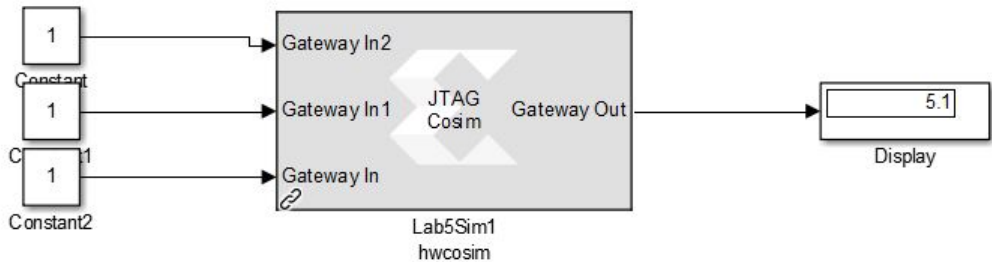 1
Constant
1
1
Constant2
Gateway In2
Gateway In1
Gateway In
JTAG
Cosim
Gateway Out
Lab5Sim1
hwcosim
5.1
Display